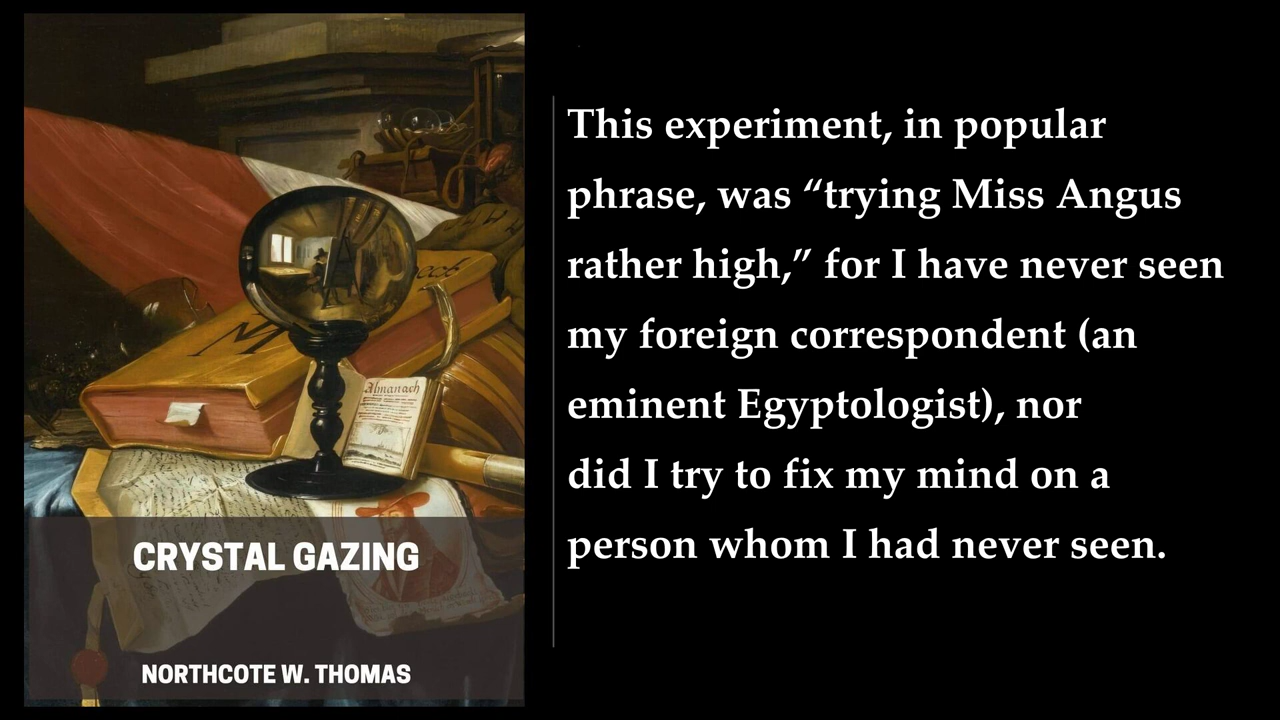 Almanach
M
CRYSTAL GAZING
NORTHCOTE W. THOMAS
This experiment, in popular
phrase, was “trying Miss Angus
rather high,” for I have never seen
my foreign correspondent (an
eminent Egyptologist), nor
did I try to fix my mind on a
person whom I had never seen.